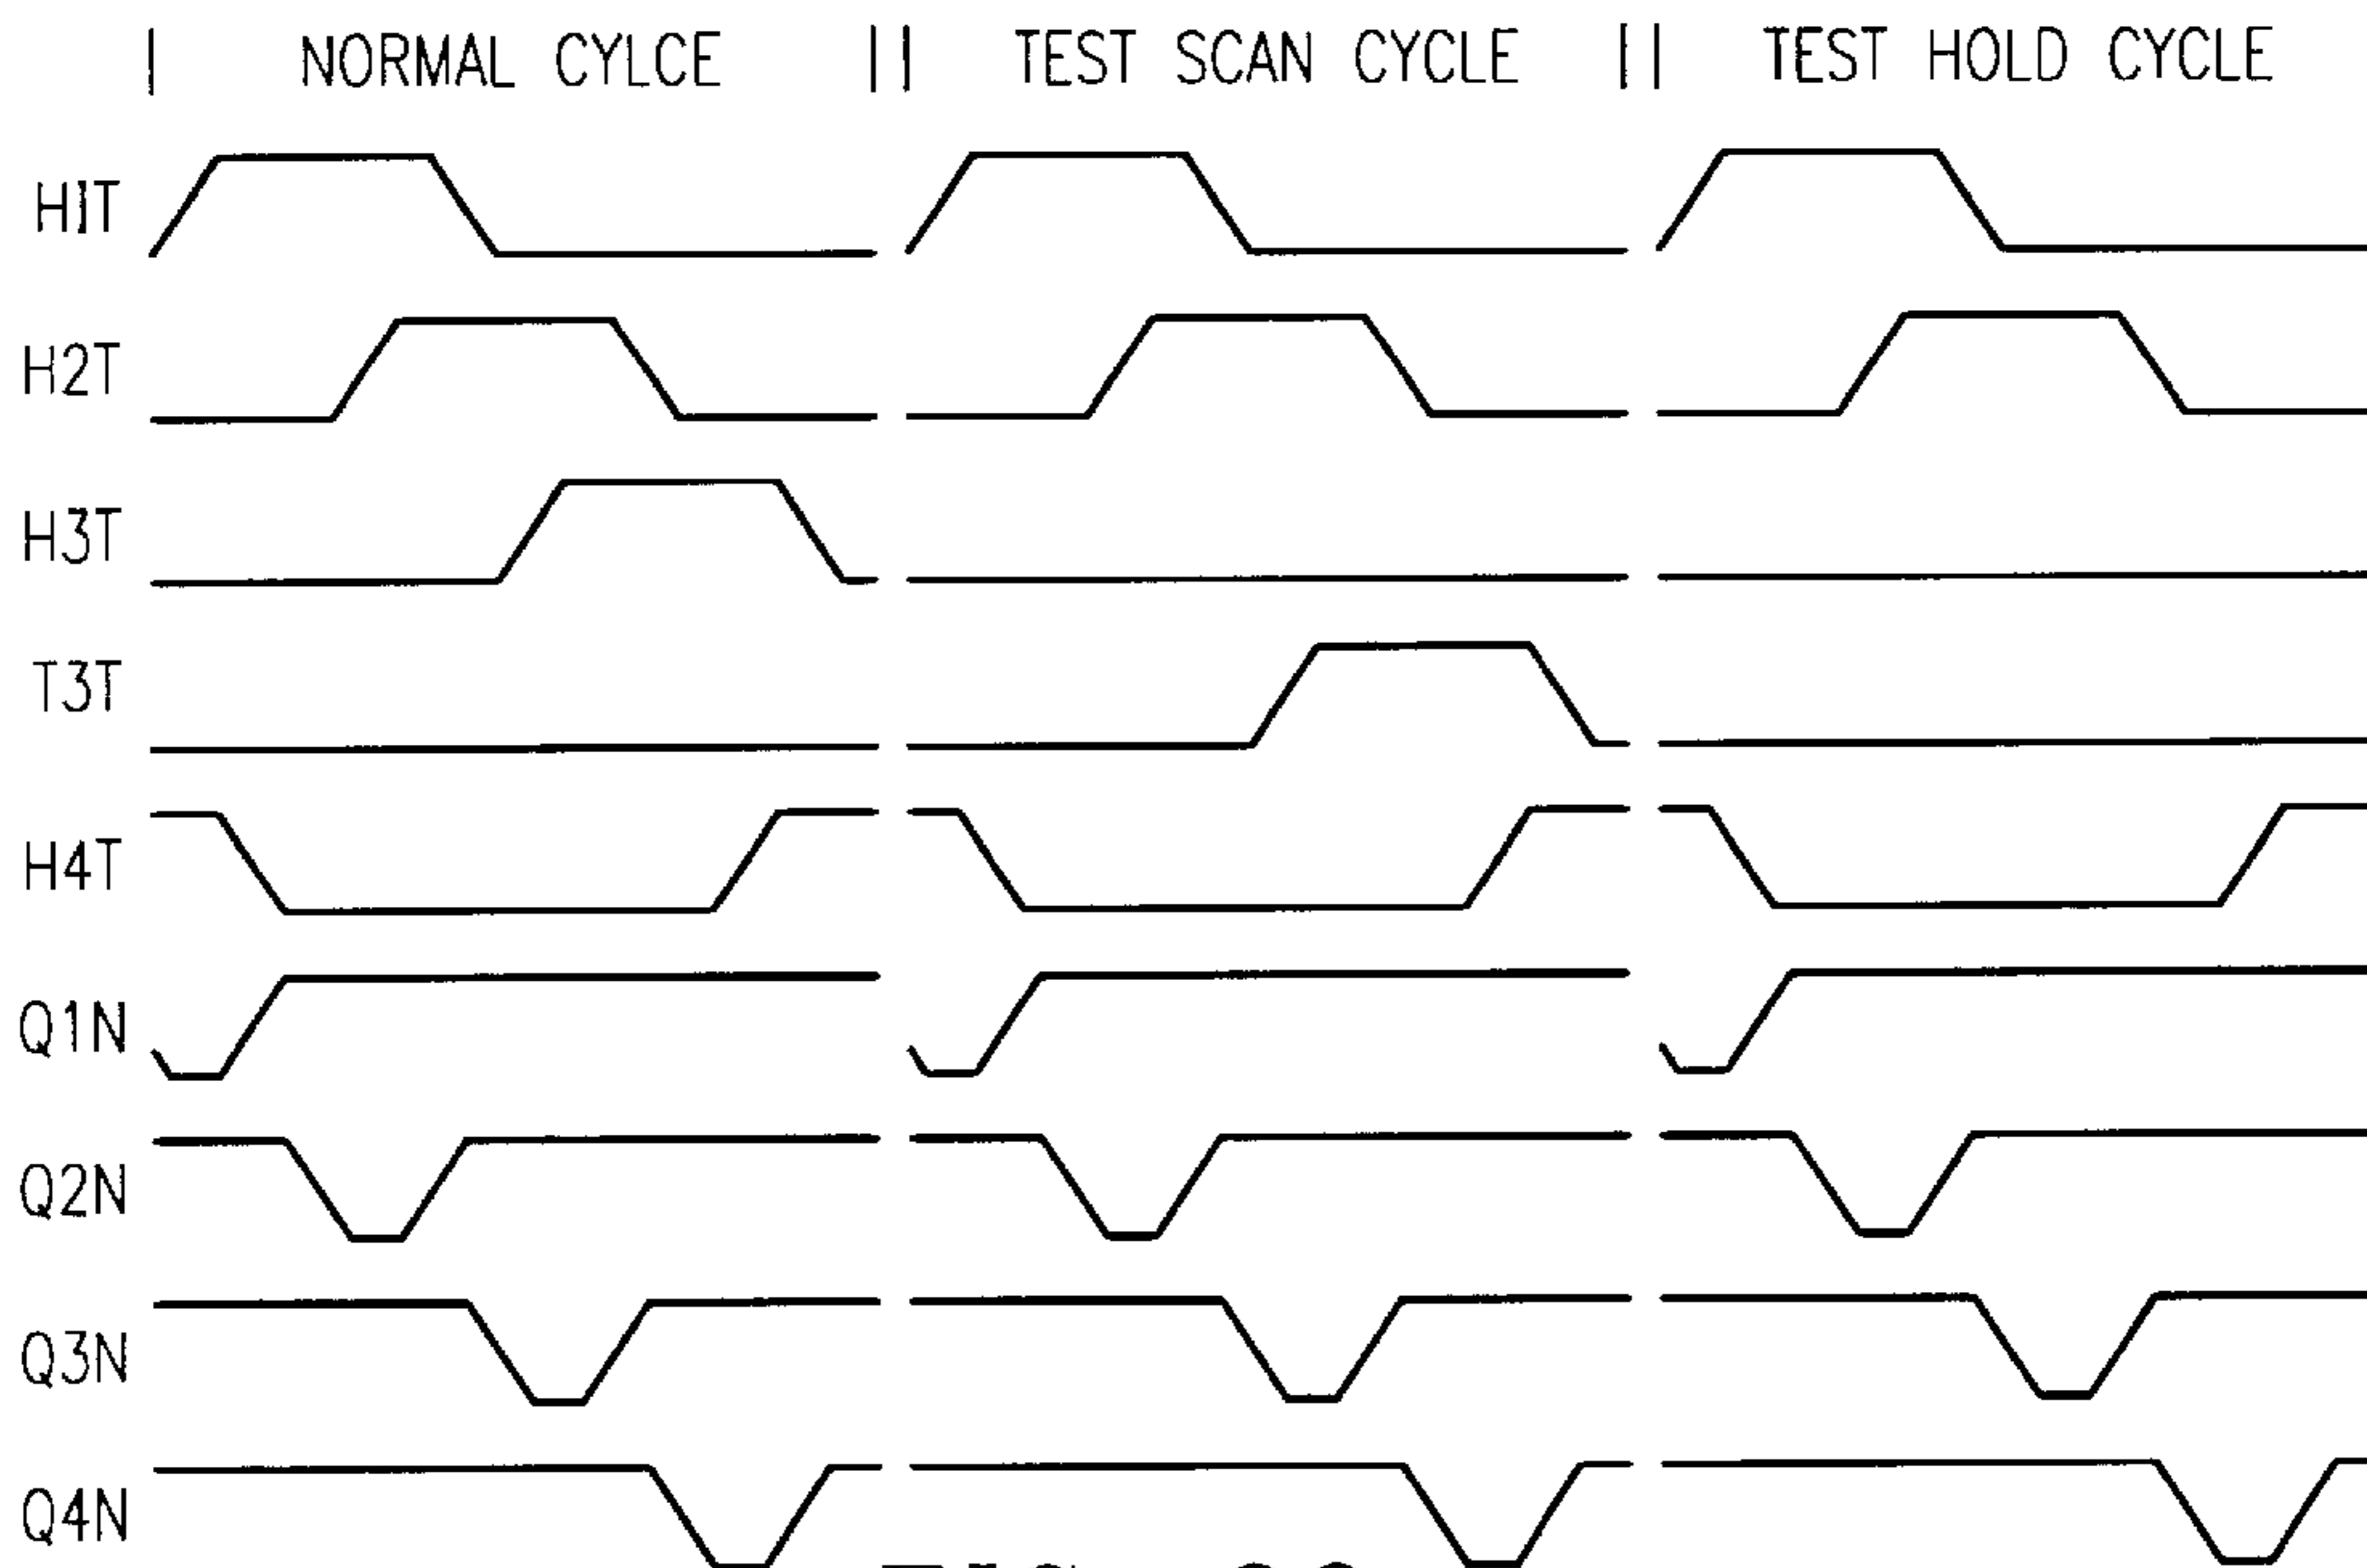 NORMAL CYLCE
TEST SCAN CYCLE
TEST HOLD CYCLE
H1T
H2T
H3T
T3T
H4T
Q1N
Q2N
Q3N
Q4N